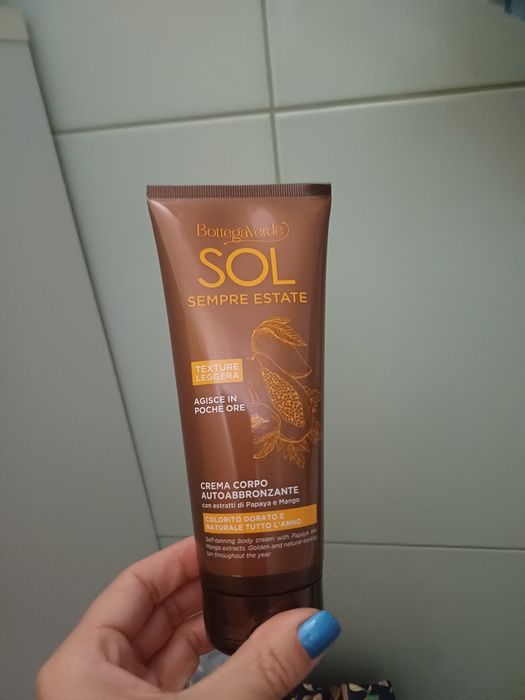 BottegaVerde
SOL
SEMPRE ESTATE
TEXTURE
LEGGERA
AGISCE IN
POCHE ORE
CREMA CORPO
AUTOABBRONZANTE
con estratti di Papaya e Mango
COLORITO DORATO E
NATURALE TUTTO L'ANNO
Self-tanning body cream with Papaya and
Mango extracts. Golden and natural-looking
tan throughout the year